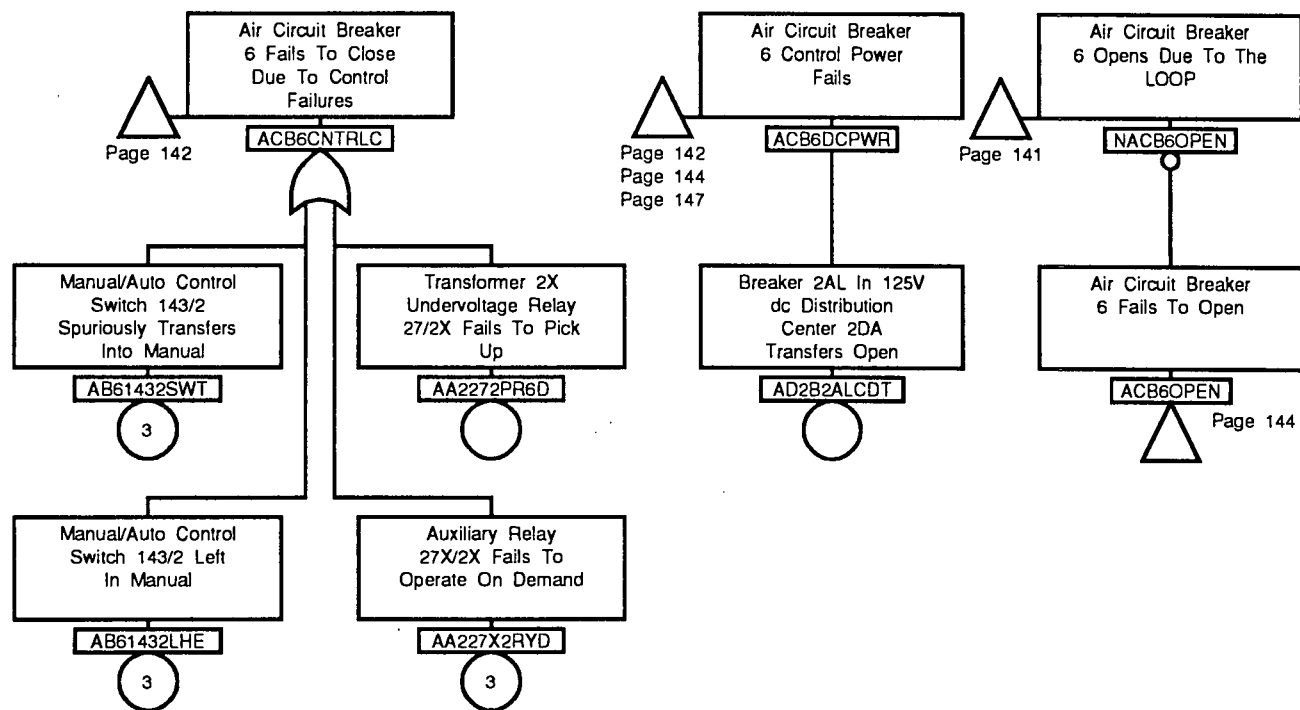 Air Circuit Breaker
6 Fails To Close
Due To Control
Failures
Page 142
ACB6CNTRLC
Manual/Auto Control
Switch 143/2
Spuriously Transfers
Into Manual
AB61432SWT
3
Transformer 2X
Undervoltage Relay
27/2X Fails To Pick
Up
AA2272PR6D
Manual/Auto Control
Switch 143/2 Left
In Manual
AB61432LHE
3
Auxiliary Relay
27X/2X Fails To
Operate On Demand
AA227X2RYD
3
Air Circuit Breaker
6 Control Power
Fails
Page 142
Page 144
Page 147
ACB6DCPWR
Breaker 2AL In 125V
dc Distribution
Center 2DA
Transfers Open
AD2B2ALCDT
Air Circuit Breaker
6 Opens Due To The
LOOP
Page 141
NACB6OPEN
Air Circuit Breaker
6 Fails To Open
ACB6OPEN
Page 144